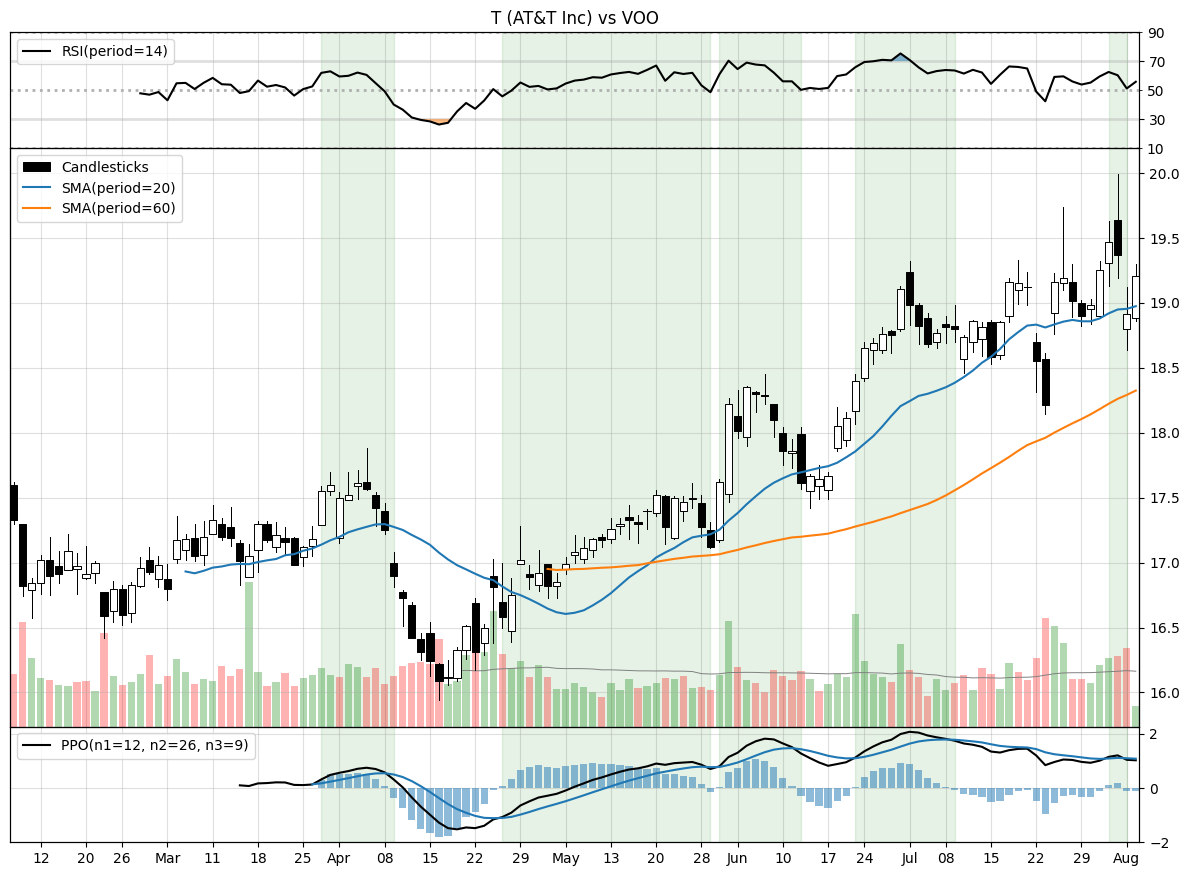 T (AT&T Inc) vs VOO
RSI(period=14)
90
70
50
30
10
Candlesticks
SMA(period=20)
SMA(period=60)
20.0
19.5
19.0
18.5
18.0
17.5
17.0
16.5
16.0
PPO(n1=12, n2=26, n3=9)
2
0
−2
12 20 26 Mar 11 18 25 Apr 08 15 22 29 May 13 20 28 Jun 10 17 24 Jul 08 15 22 29 Aug